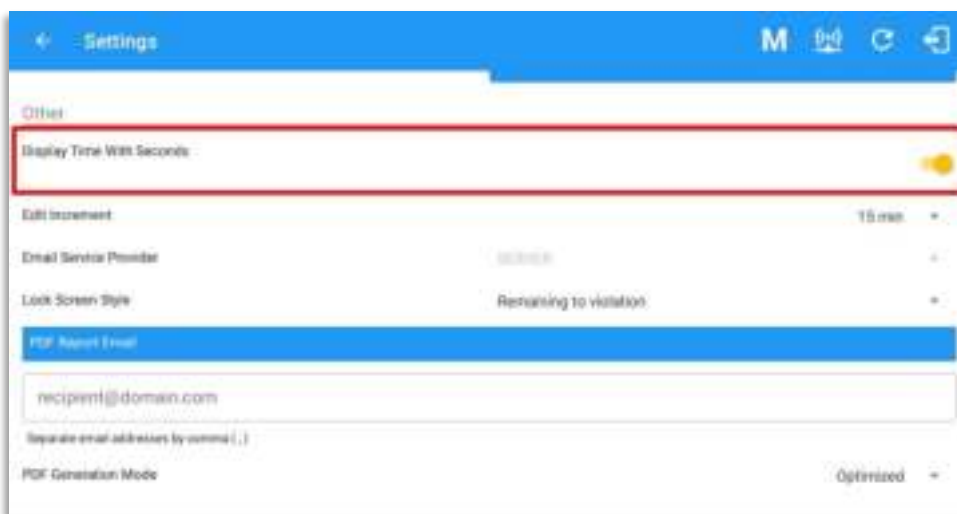 Settings M
Other
Display Time With Seconds
Edit Increment 15 min
Email Service Provider
Lock Screen Style Remaining to violation
PDF Report Email
recipient@domain.com
Separate email addresses by comma (,)
PDF Generation Mode Optimized